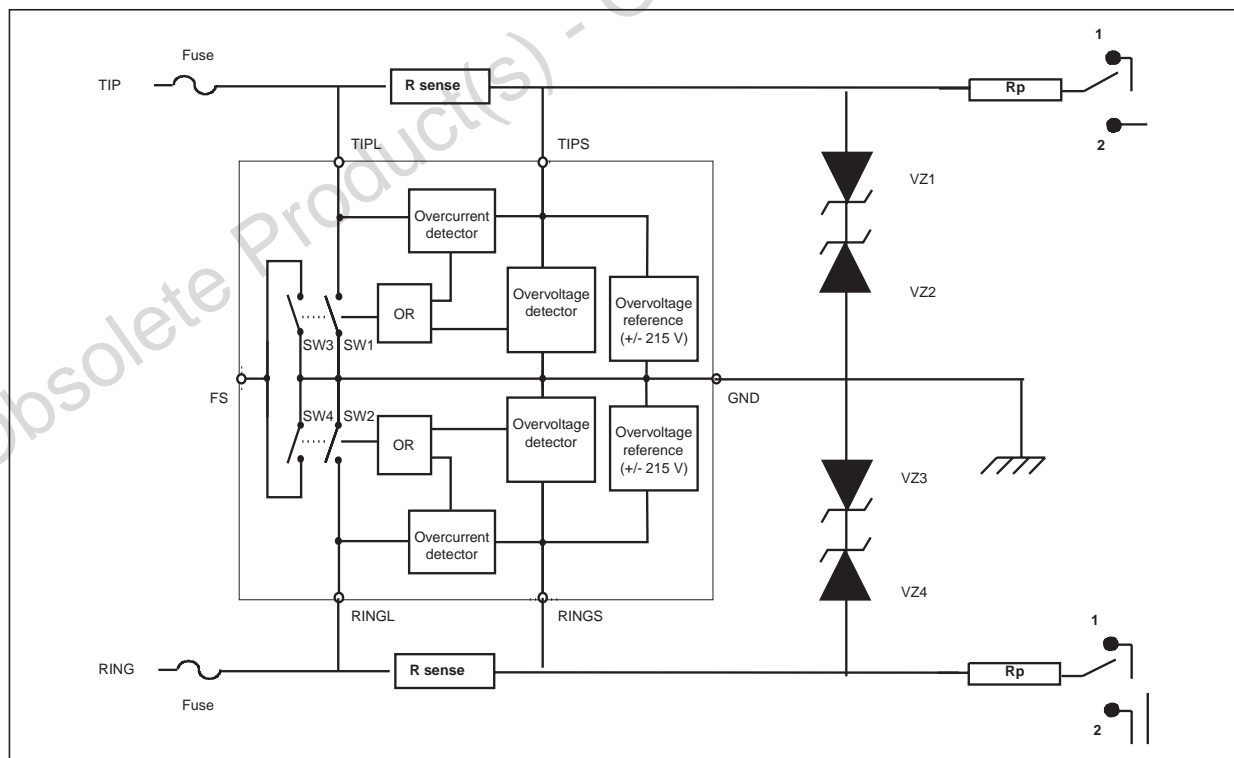 Obsolete Product(s) - O
Fuse
TIP
R sense
Rp
1
2
TIPL
TIPS
VZ1
VZ2
Overcurrent
detector
OR
Overvoltage
detector
Overvoltage
reference
(+/- 215 V)
SW3
SW1
FS
GND
SW4
SW2
OR
Overvoltage
detector
Overvoltage
reference
(+/- 215 V)
Overcurrent
detector
VZ3
VZ4
RINGL
RINGS
RING
Fuse
R sense
Rp
1
2